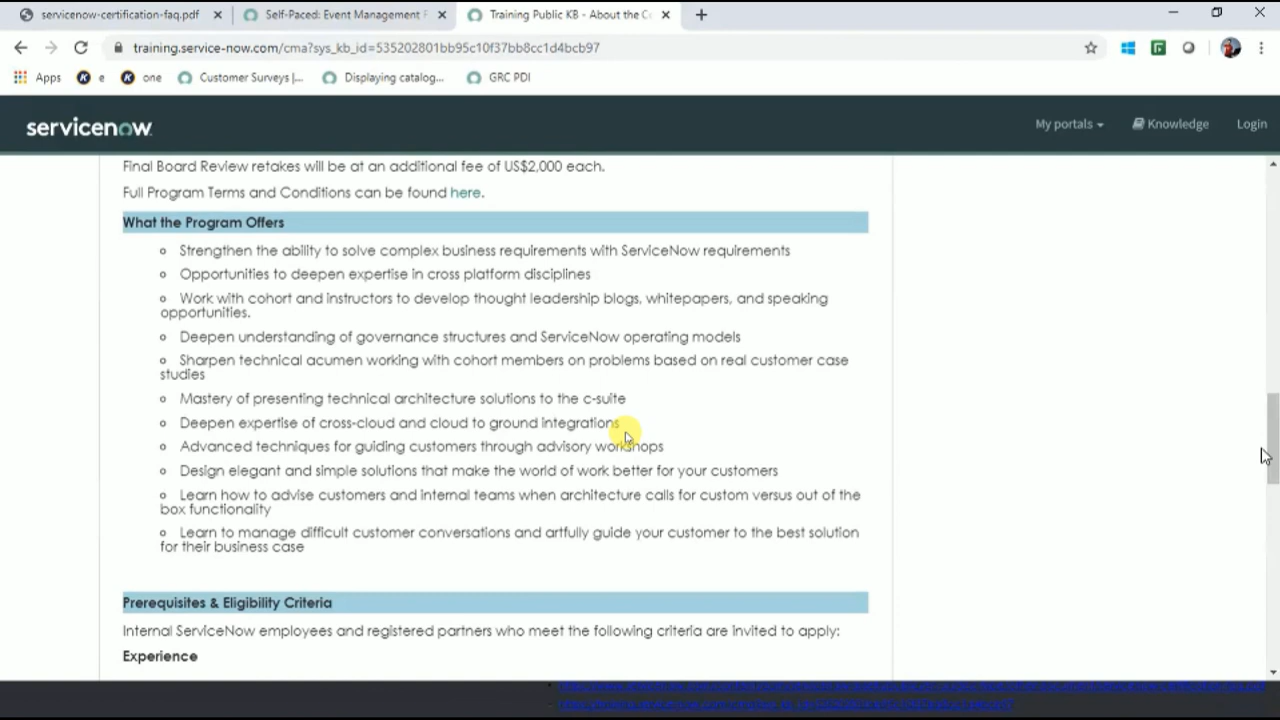 servicenow-certification-faq.pdf
Self-Paced: Event Management F
Training Public KB - About the Ce
training.service-now.com/cma?sys_kb_id=535202801bb95c10f37bb8cc1d4bcb97
Apps
e
one
Customer Surveys |...
Displaying catalog...
GRC PDI
servicenow
My portals
Knowledge
Login
Final Board Review retakes will be at an additional fee of US$2,000 each.
Full Program Terms and Conditions can be found here.
What the Program Offers
Strengthen the ability to solve complex business requirements with ServiceNow requirements
Opportunities to deepen expertise in cross platform disciplines
Work with cohort and instructors to develop thought leadership blogs, whitepapers, and speaking
opportunities.
Deepen understanding of governance structures and ServiceNow operating models
Sharpen technical acumen working with cohort members on problems based on real customer case
studies
Mastery of presenting technical architecture solutions to the c-suite
Deepen expertise of cross-cloud and cloud to ground integrations
Advanced techniques for guiding customers through advisory workshops
Design elegant and simple solutions that make the world of work better for your customers
Learn how to advise customers and internal teams when architecture calls for custom versus out of the
box functionality
Learn to manage difficult customer conversations and artfully guide your customer to the best solution
for their business case
Prerequisites & Eligibility Criteria
Internal ServiceNow employees and registered partners who meet the following criteria are invited to apply:
Experience